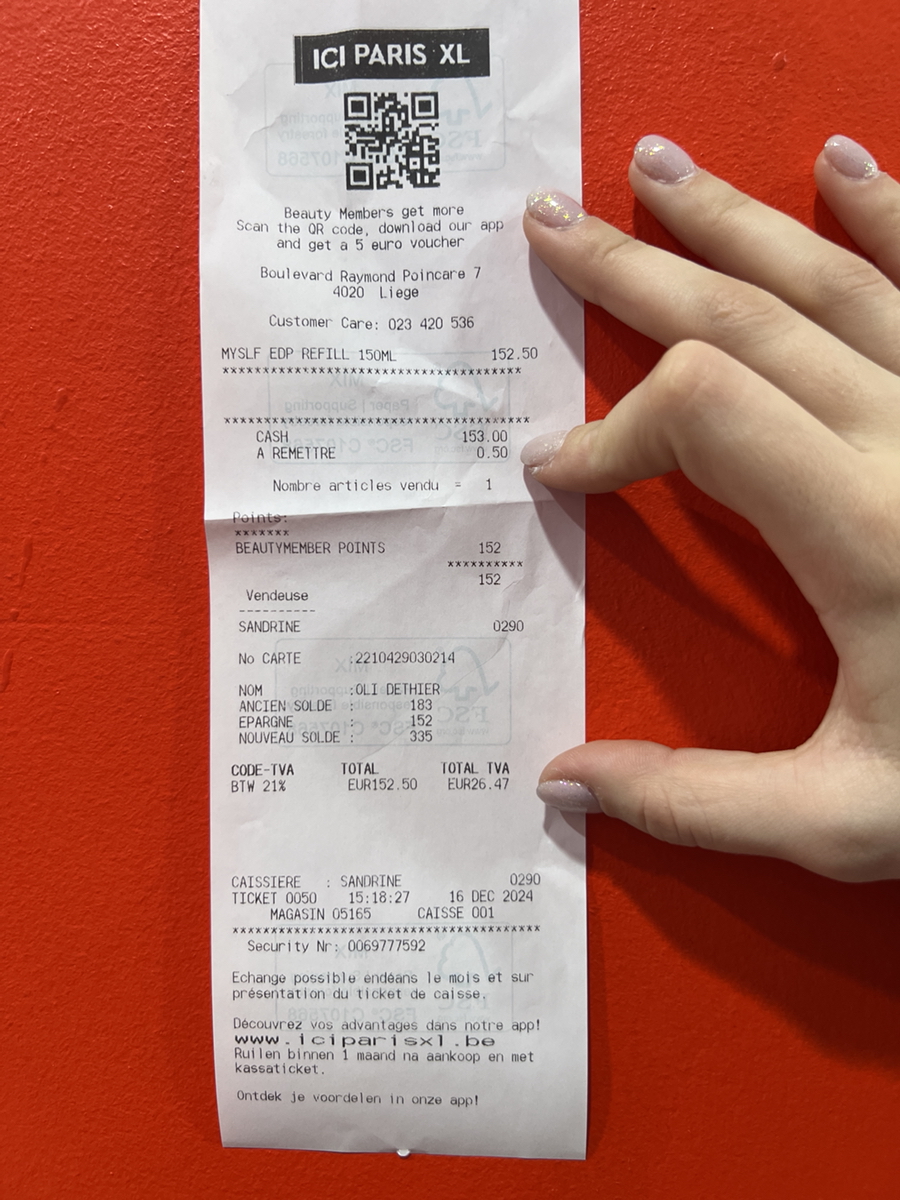 ICI PARIS XL
Beauty Members get more
Scan the QR code, download our app
and get a 5 euro voucher
Boulevard Raymond Poincare 7
4020 Liege
Customer Care: 023 420 536
MYSLF EDP REFILL 150ML 152.50
***********************************
************************************
CASH 153.00
A REMETTRE 0.50
Nombre articles vendu = 1
Points:
*******
BEAUTYMEMBER POINTS 152
**********
152
Vendeuse
----------
SANDRINE 0290
No CARTE :2210429030214
NOM :OLI DETHIER
ANCIEN SOLDE : 183
EPARGNE : 152
NOUVEAU SOLDE : 335
CODE-TVA TOTAL TOTAL TVA
BTW 21% EUR152.50 EUR26.47
CAISSIERE : SANDRINE 0290
TICKET 0050 15:18:27 16 DEC 2024
MAGASIN 05165 CAISSE 001
*************************************
Security Nr: 0069777592
Echange possible endéans le mois et sur
présentation du ticket de caisse.
Découvrez vos advantages dans notre app!
www.iciparisxl.be
Ruilen binnen 1 maand na aankoop en met
kassaticket.
Ontdek je voordelen in onze app!